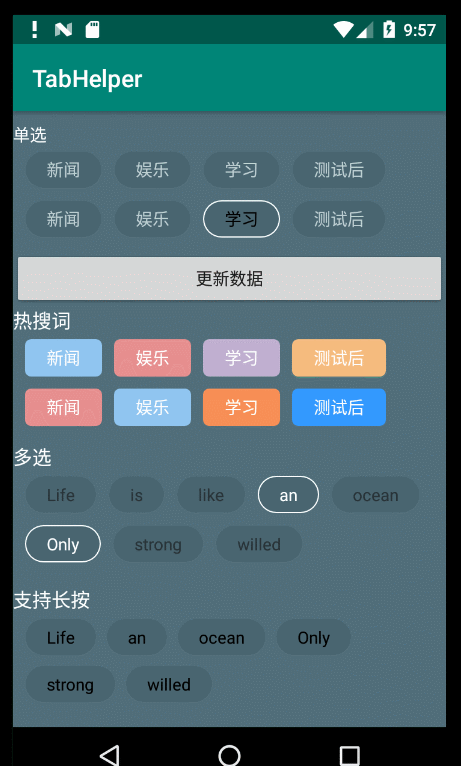 9:57
TabHelper
单选
新闻 娱乐 学习 测试后
新闻 娱乐 学习 测试后
更新数据
热搜词
新闻 娱乐 学习 测试后
新闻 娱乐 学习 测试后
多选
Life is like an ocean
Only strong willed
支持长按
Life an ocean Only
strong willed